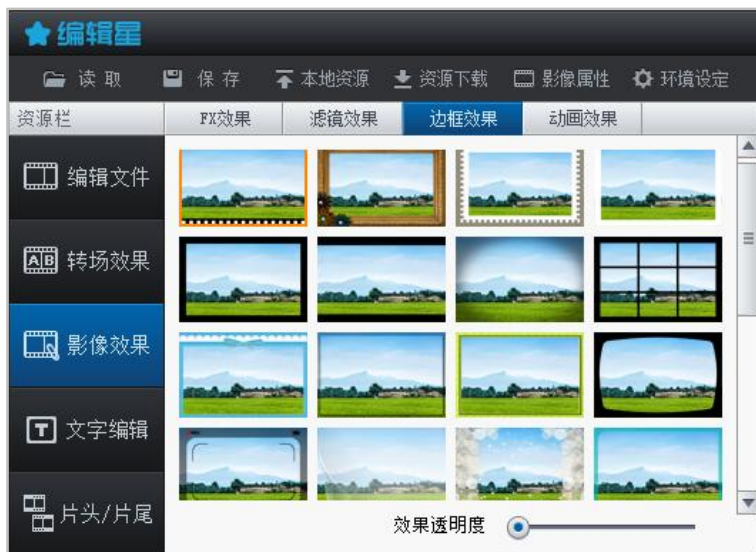 编辑星
读取 保存 本地资源 资源下载 影像属性 环境设定
资源栏 FX效果 滤镜效果 边框效果 动画效果
编辑文件
AB 转场效果
影像效果
T 文字编辑
片头/片尾
效果透明度